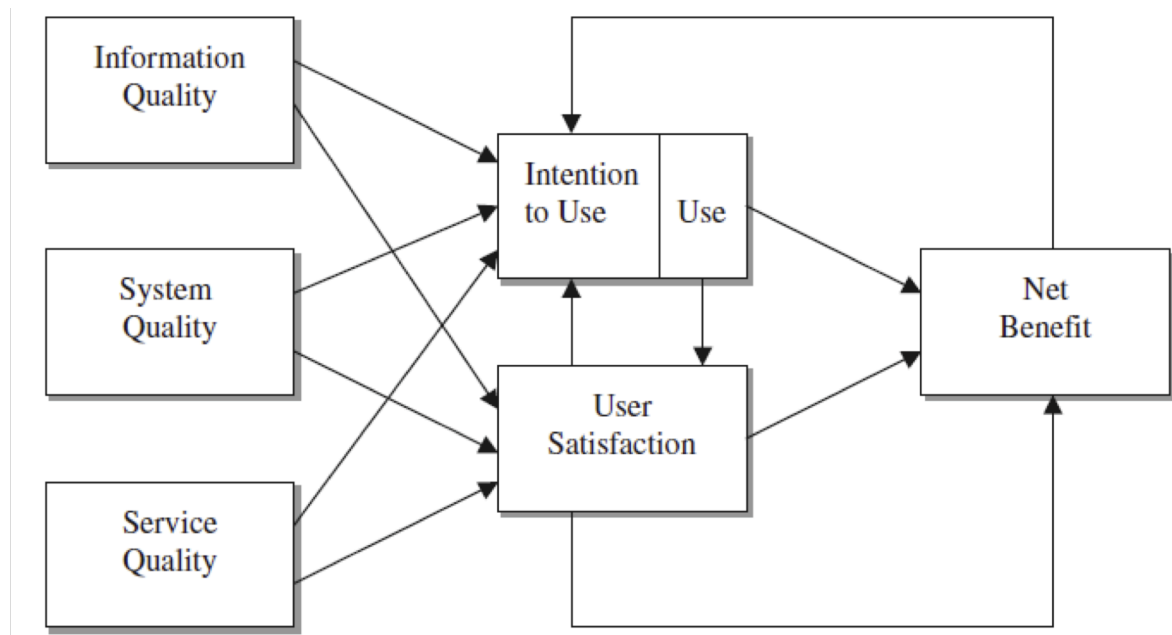 Information
Quality
System
Quality
Service
Quality
Intention
to Use
Use
User
Satisfaction
Net
Benefit